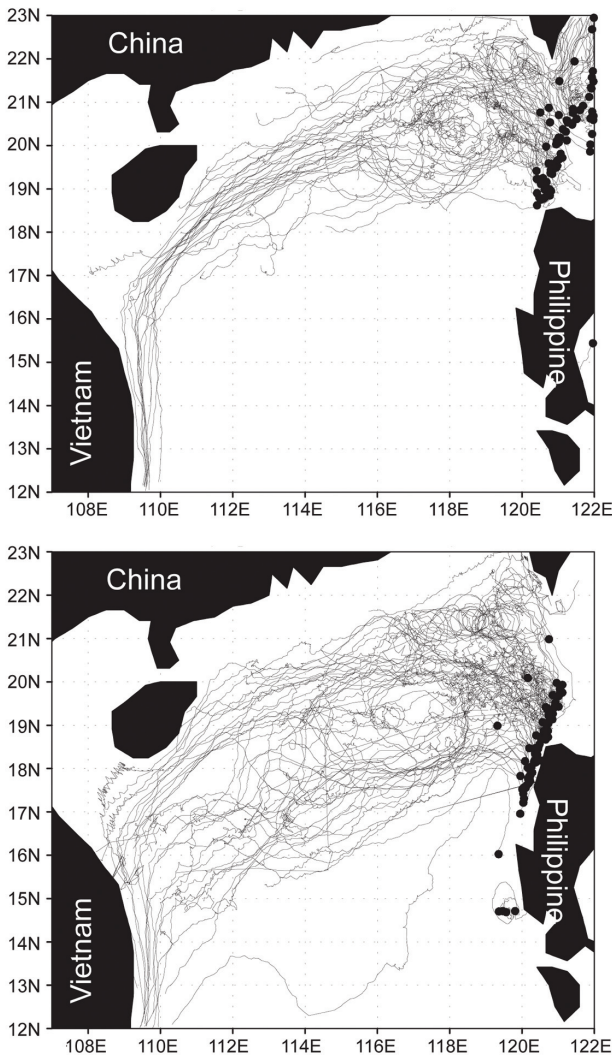 23N
China
22N
21N
20N
19N
18N
17N
Philippine
16N
15N
Vietnam
14N
13N
12N
108E 110E 112E 114E 116E 118E 120E 122E
23N
China
22N
21N
20N
19N
18N
17N
Philippine
16N
15N
Vietnam
14N
13N
12N
108E 110E 112E 114E 116E 118E 120E 122E